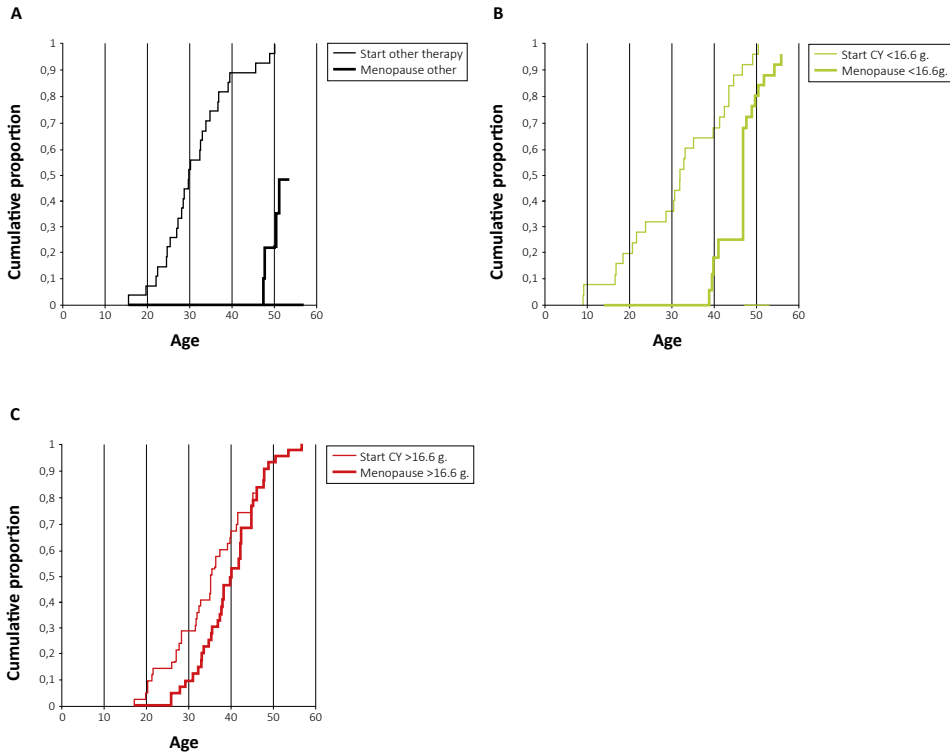 A
Start other therapy
Menopause other
Cumulative proportion
1
0,9
0,8
0,7
0,6
0,5
0,4
0,3
0,2
0,1
0
0 10 20 30 40 50 60
Age
B
Start CY <16.6 g.
Menopause <16.6g.
Cumulative proportion
1
0,9
0,8
0,7
0,6
0,5
0,4
0,3
0,2
0,1
0
0 10 20 30 40 50 60
Age
C
Start CY >16.6 g.
Menopause >16.6 g.
Cumulative proportion
1
0,9
0,8
0,7
0,6
0,5
0,4
0,3
0,2
0,1
0
0 10 20 30 40 50 60
Age